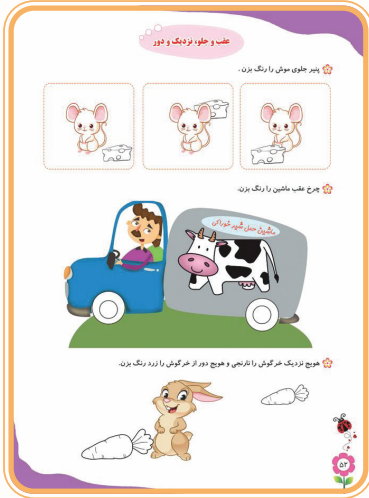 عقب و جلو، نزدیک و دور
پنیر جلوی موش را رنگ بزن .
چرخ عقب ماشین را رنگ بزن.
ماشین حمل شیر خوراکی
هویج نزدیک خرگوش را نارنجی و هویج دور از خرگوش را زرد رنگ بزن.
۵۳